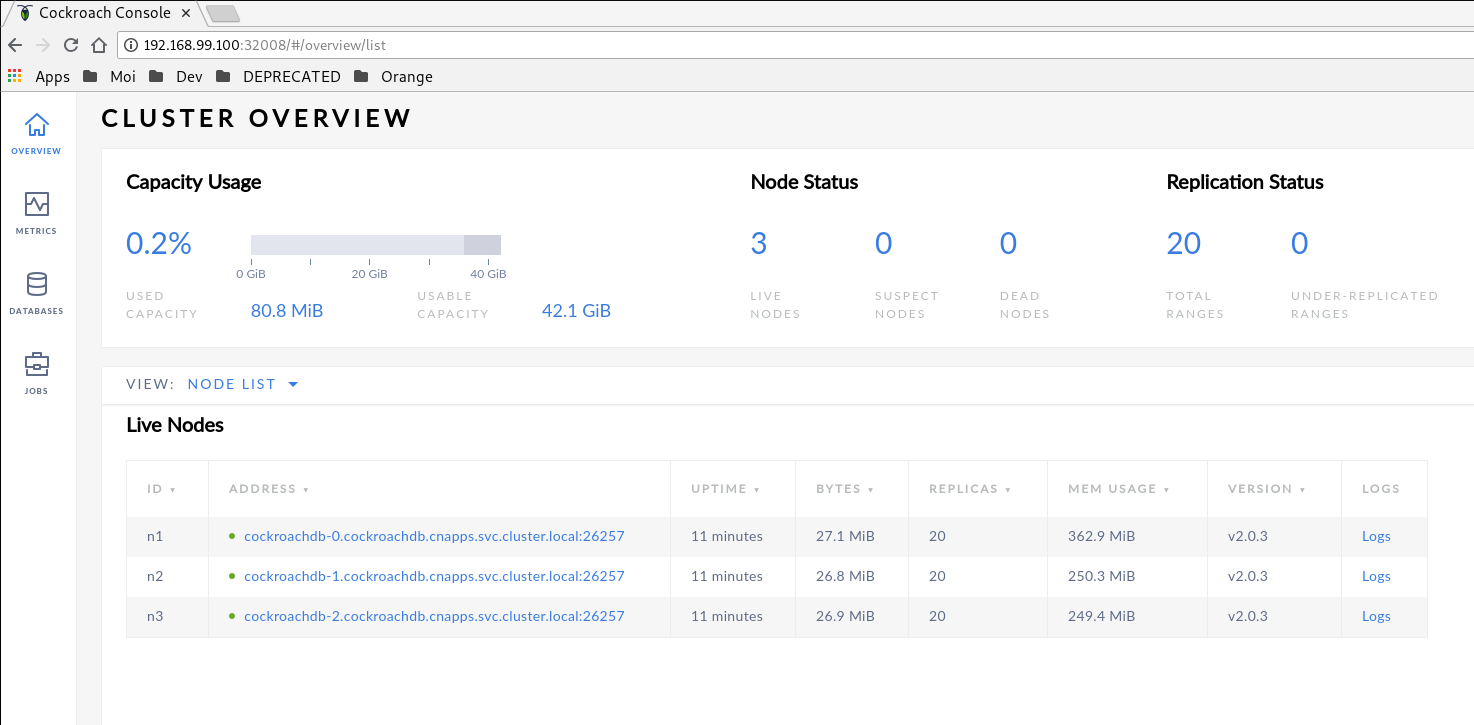 Cockroach Console
192.168.99.100:32008/#/overview/list
Apps Moi Dev DEPRECATED Orange
OVERVIEW
METRICS
DATABASES
JOBS
CLUSTER OVERVIEW
Capacity Usage
0.2%
0 GiB 20 GiB 40 GiB
USED
CAPACITY
80.8 MiB
USABLE
CAPACITY
42.1 GiB
Node Status
3
LIVE
NODES
0
SUSPECT
NODES
0
DEAD
NODES
Replication Status
20
TOTAL
RANGES
0
UNDER-REPLICATED
RANGES
VIEW: NODE LIST
Live Nodes
ID ADDRESS UPTIME BYTES REPLICAS MEM USAGE VERSION LOGS
n1 cockroachdb-0.cockroachdb.cnapps.svc.cluster.local:26257 11 minutes 27.1 MiB 20 362.9 MiB v2.0.3 Logs
n2 cockroachdb-1.cockroachdb.cnapps.svc.cluster.local:26257 11 minutes 26.8 MiB 20 250.3 MiB v2.0.3 Logs
n3 cockroachdb-2.cockroachdb.cnapps.svc.cluster.local:26257 11 minutes 26.9 MiB 20 249.4 MiB v2.0.3 Logs